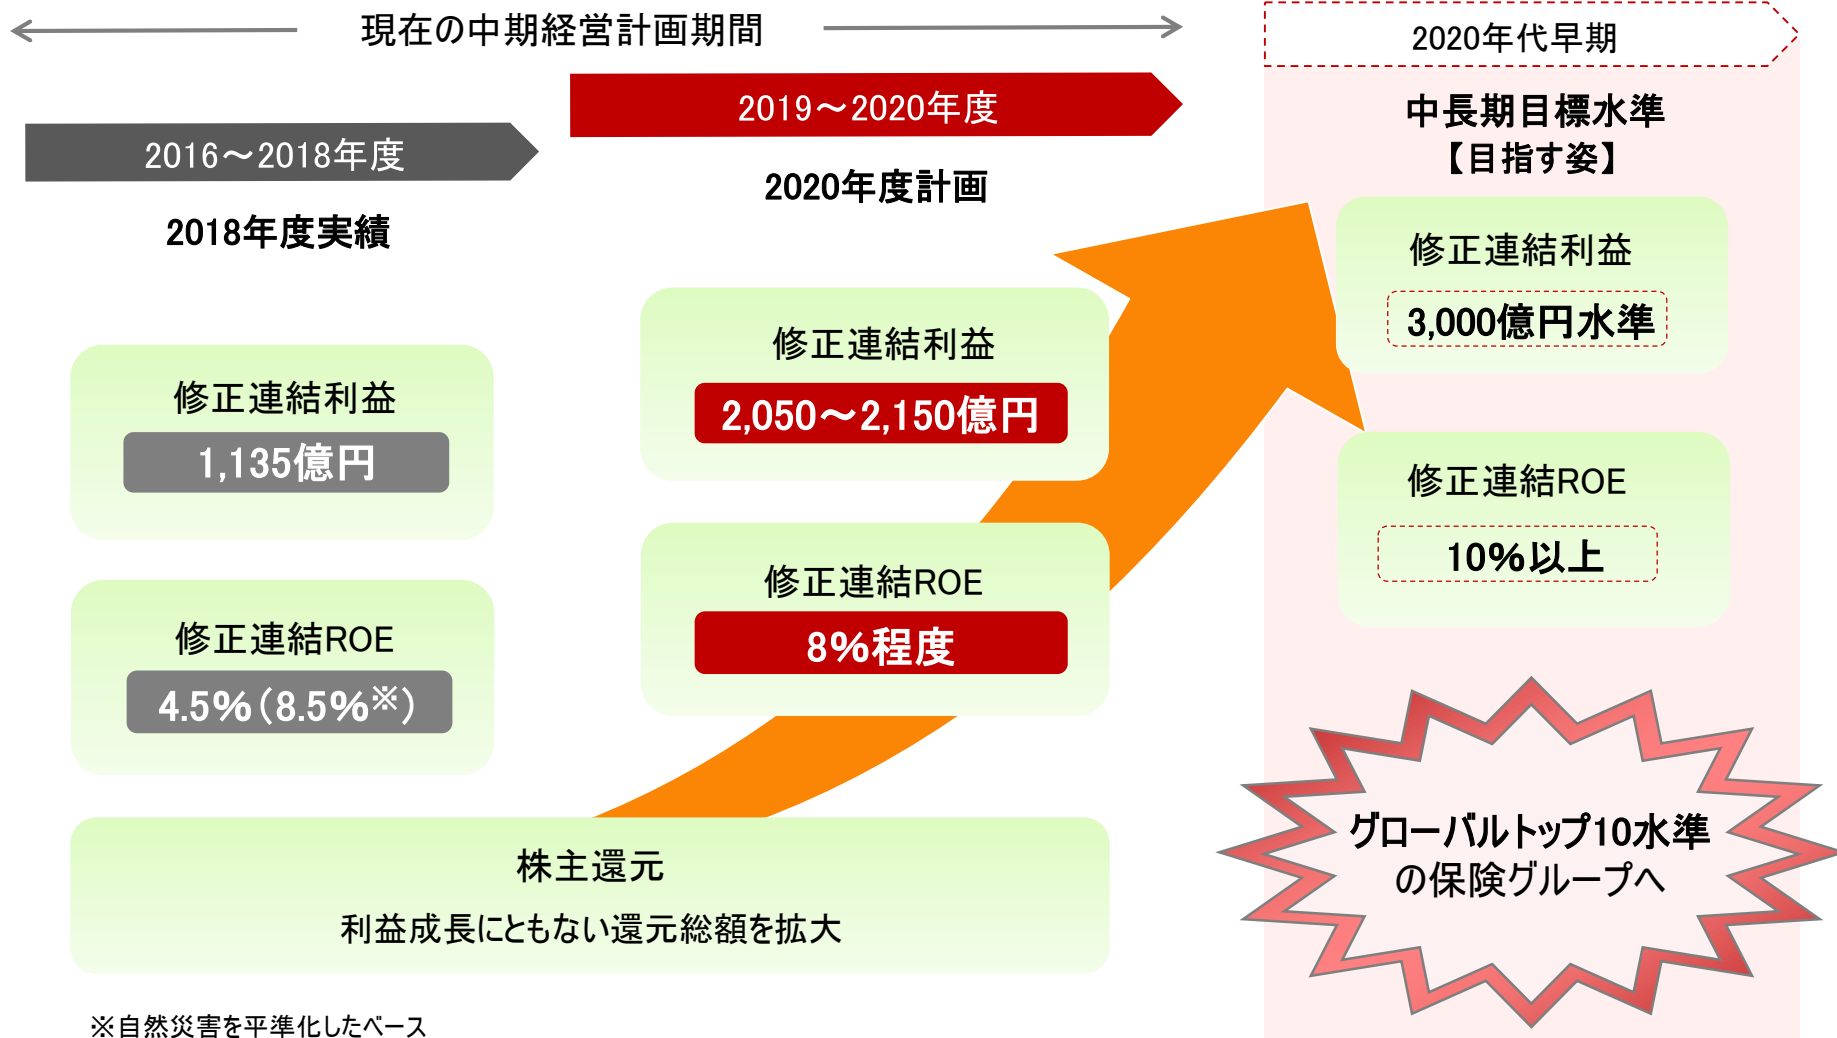 現在の中期経営計画期間
2016～2018年度
2018年度実績
修正連結利益
1,135億円
修正連結ROE
4.5%（8.5%※）
2019～2020年度
2020年度計画
修正連結利益
2,050～2,150億円
修正連結ROE
8%程度
株主還元
利益成長にともない還元総額を拡大
※自然災害を平準化したベース
2020年代早期
中長期目標水準
【目指す姿】
修正連結利益
3,000億円水準
修正連結ROE
10%以上
グローバルトップ10水準
の保険グループへ